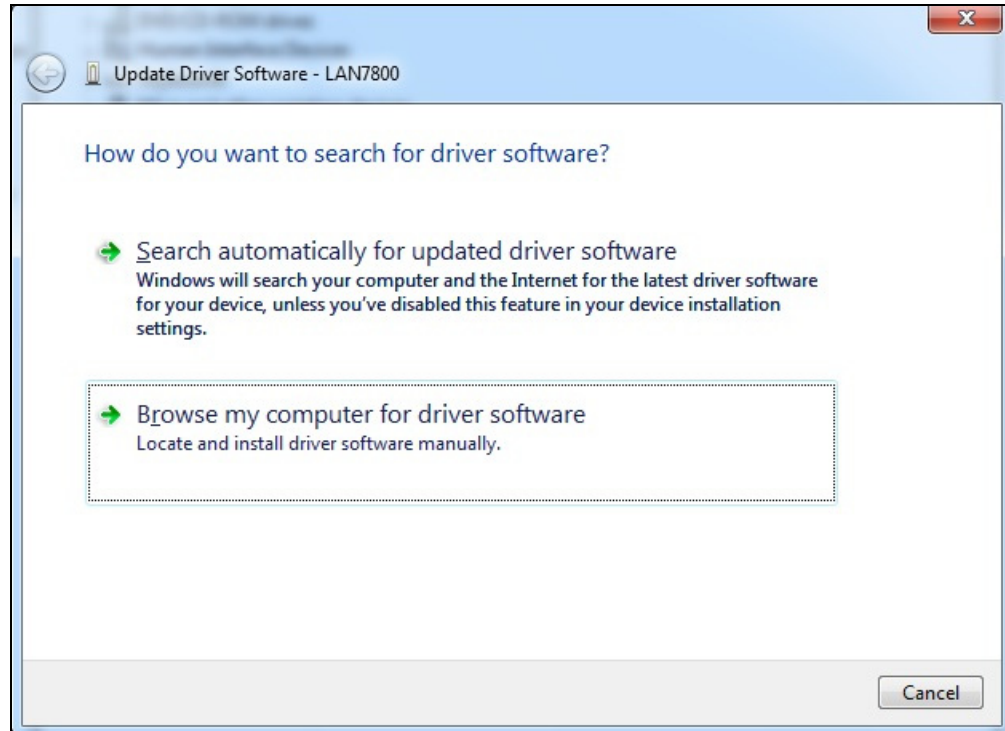 Update Driver Software - LAN7800
How do you want to search for driver software?
Search automatically for updated driver software
Windows will search your computer and the Internet for the latest driver software
for your device, unless you've disabled this feature in your device installation
settings.
Browse my computer for driver software
Locate and install driver software manually.
Cancel